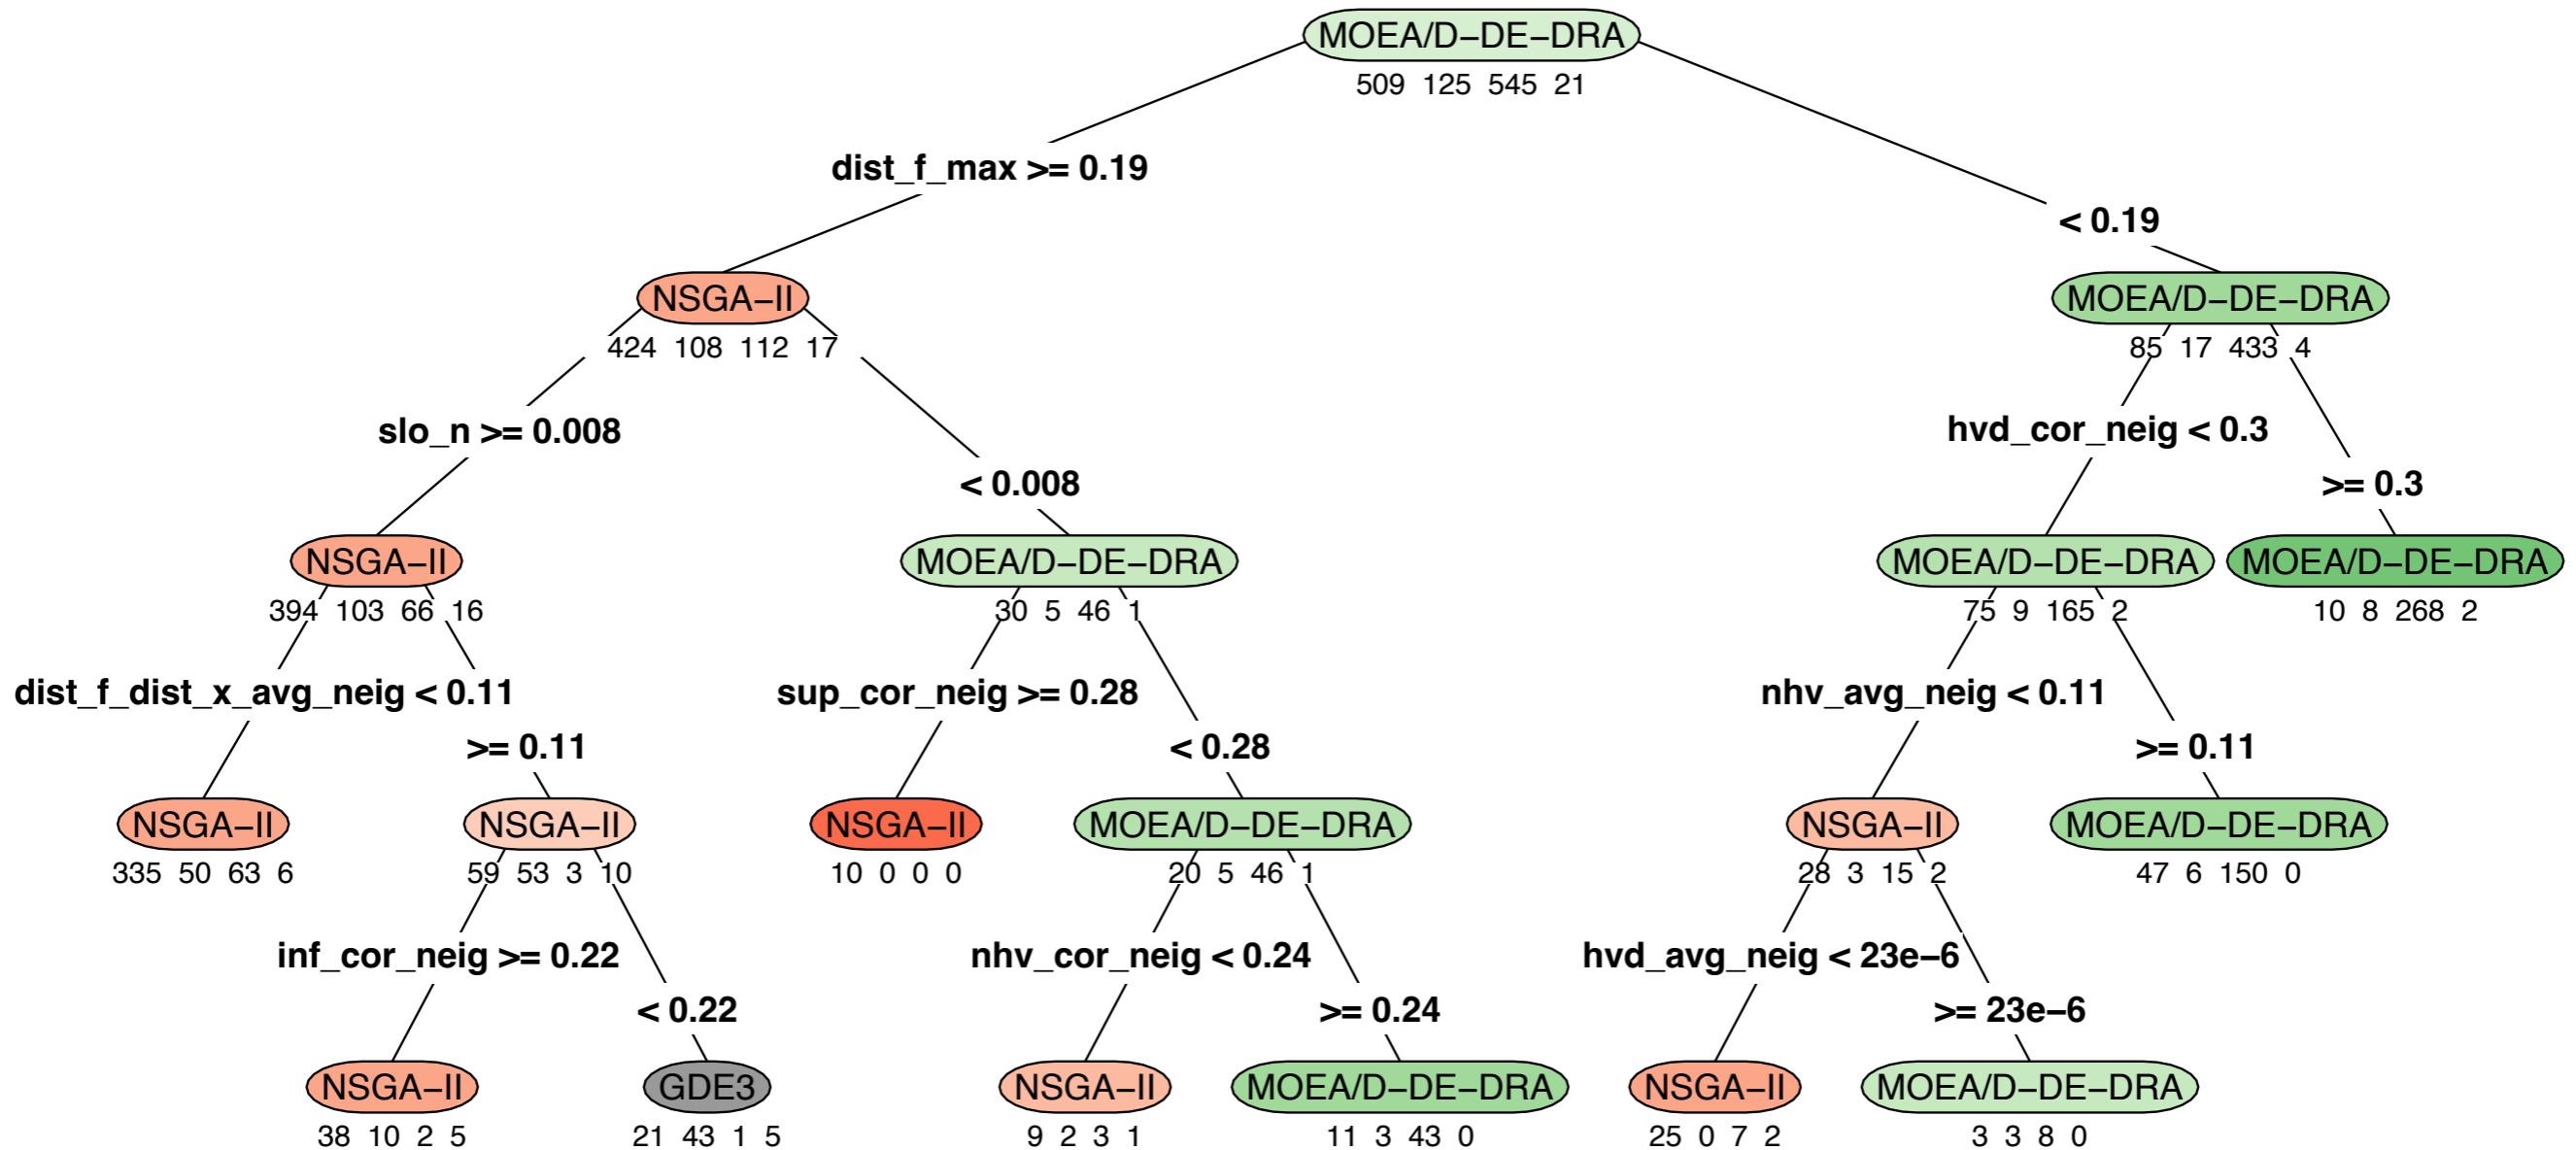 MOEA/D−DE−DRA
509 125 545 21
dist_f_max >= 0.19
< 0.19
NSGA−II
MOEA/D−DE−DRA
424 108 112 17
85 17 433 4
slo_n >= 0.008
hvd_cor_neig < 0.3
< 0.008
>= 0.3
NSGA−II
MOEA/D−DE−DRA
MOEA/D−DE−DRA
MOEA/D−DE−DRA
394 103 66 16
30 5 46 1
75 9 165 2
10 8 268 2
dist_f_dist_x_avg_neig < 0.11
sup_cor_neig >= 0.28
nhv_avg_neig < 0.11
>= 0.11
< 0.28
>= 0.11
NSGA−II
NSGA−II
NSGA−II
MOEA/D−DE−DRA
NSGA−II
MOEA/D−DE−DRA
335 50 63 6
59 53 3 10
10 0 0 0
20 5 46 1
28 3 15 2
47 6 150 0
inf_cor_neig >= 0.22
nhv_cor_neig < 0.24
hvd_avg_neig < 23e−6
< 0.22
>= 0.24
>= 23e−6
NSGA−II
GDE3
NSGA−II
MOEA/D−DE−DRA
NSGA−II
MOEA/D−DE−DRA
38 10 2 5
21 43 1 5
9 2 3 1
11 3 43 0
25 0 7 2
3 3 8 0